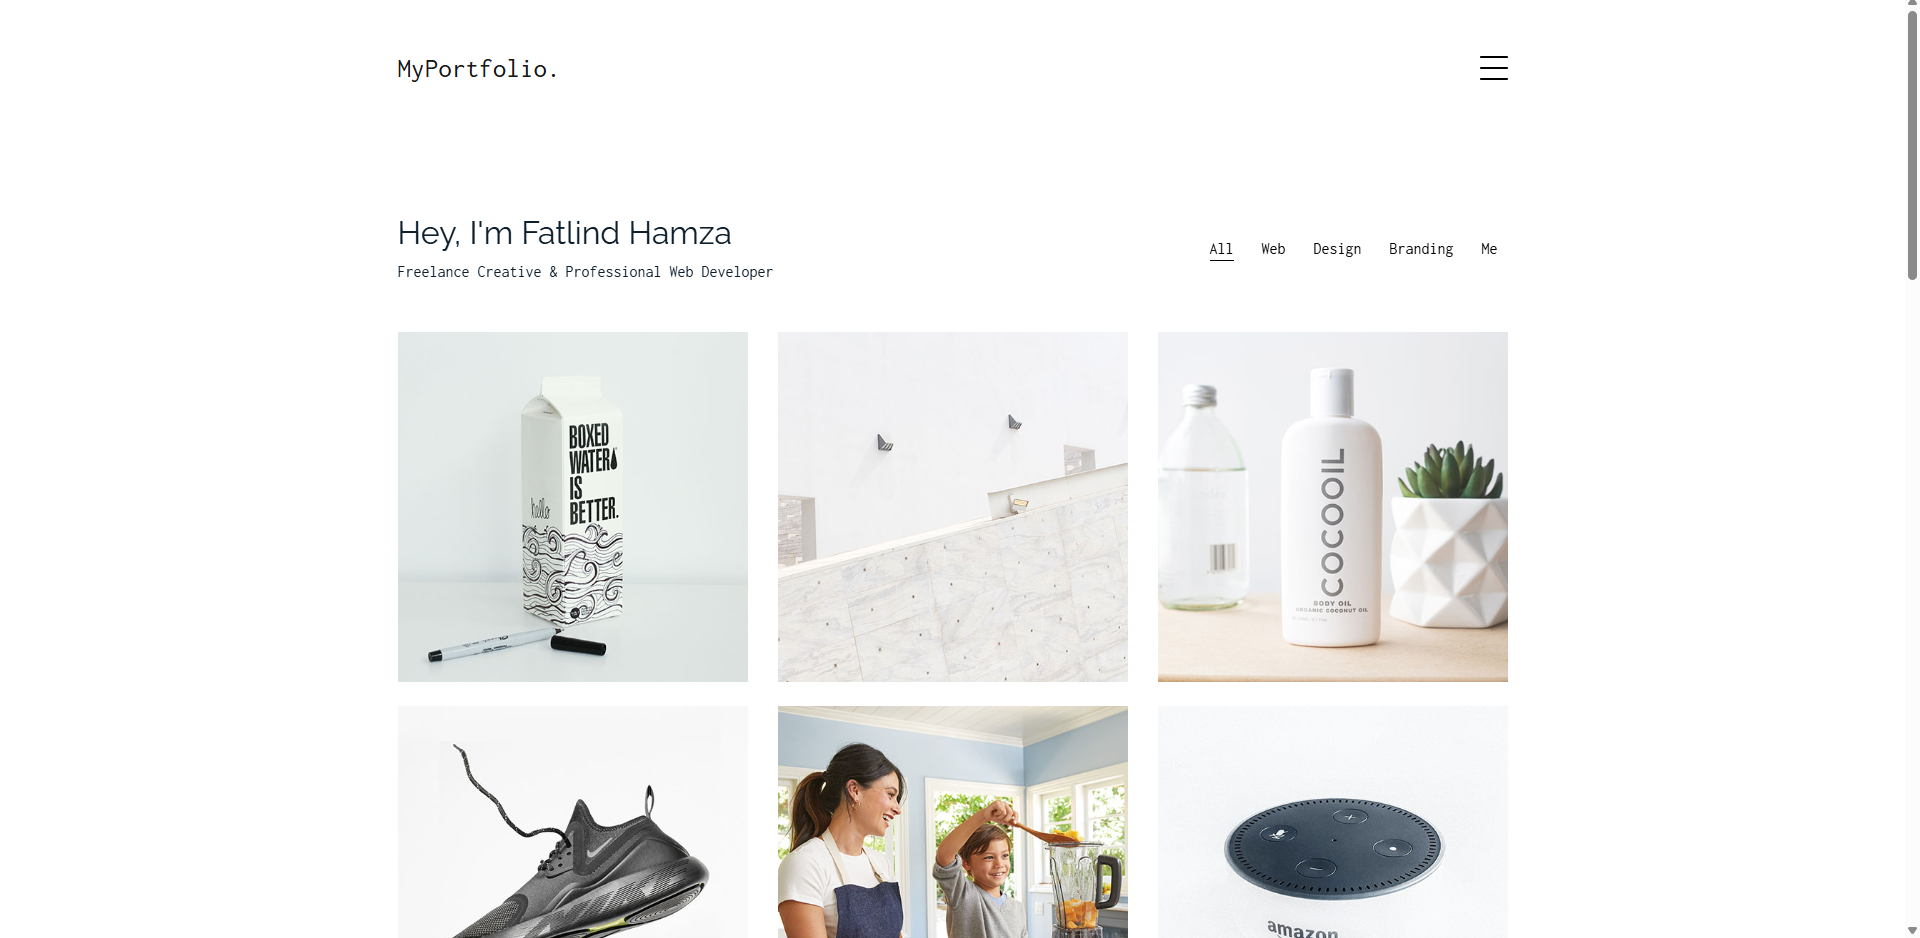 MyPortfolio.
Hey, I'm Fatlind Hamza
Freelance Creative & Professional Web Developer
All Web Design Branding Me
BOXED
WATER
IS
BETTER.
hello
COCOOIL
BODY OIL
ORGANIC COCONUT OIL
amazon